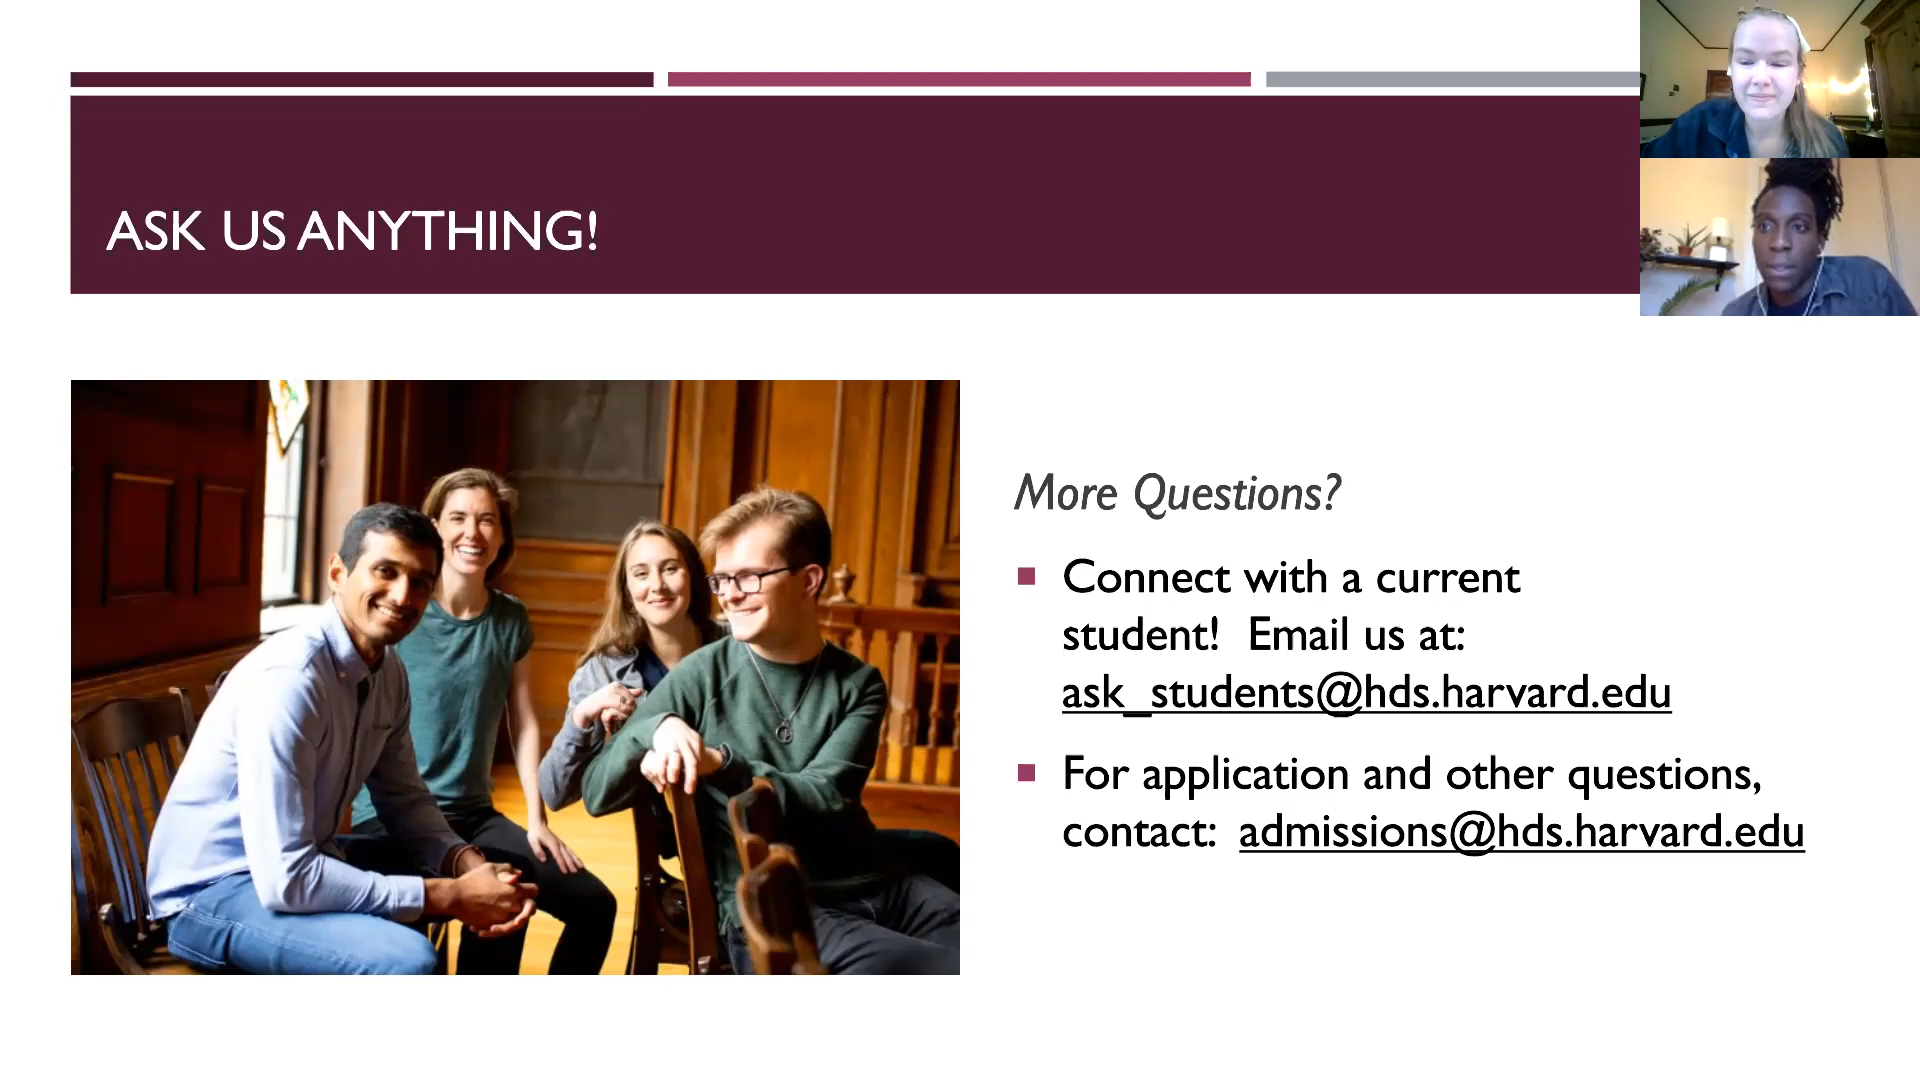 ASK US ANYTHING!
More Questions?
Connect with a current
student!  Email us at:
ask_students@hds.harvard.edu
For application and other questions,
contact:  admissions@hds.harvard.edu